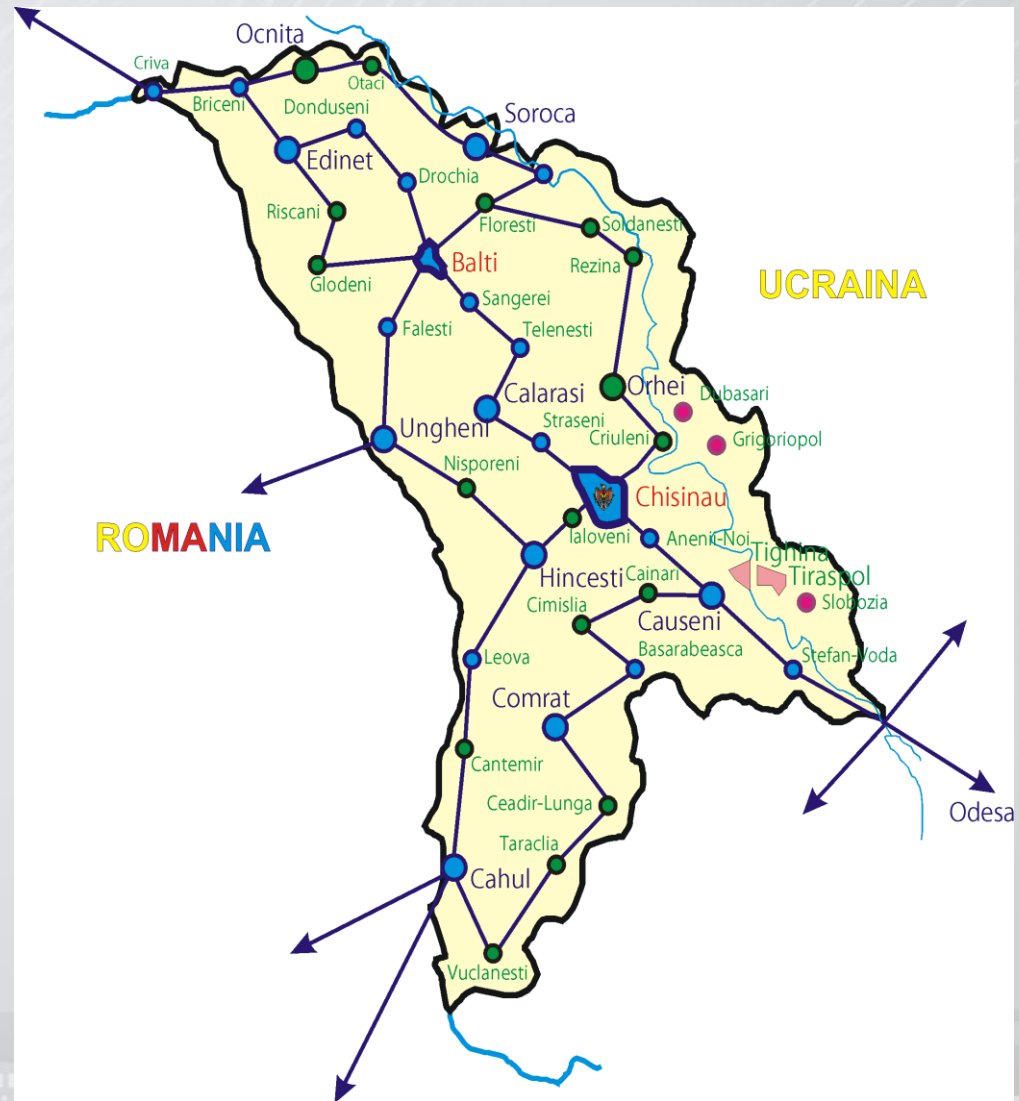 Ocnita
Criva
Otaci
Briceni
Donduseni
Soroca
Edinet
Drochia
Riscani
Floresti
Soldanesti
Balti
Rezina
Glodeni
UCRAINA
Sangerei
Falesti
Telenesti
Calarasi
Orhei
Dubasari
Ungheni
Straseni
Criuleni
Grigoriopol
Nisporeni
Chisinau
ROMANIA
Ialoveni
Anenii-Noi
Tighina
Hincesti
Cainari
Tiraspol
Cimislia
Slobozia
Causeni
Basarabeasca
Leova
Stefan-Voda
Comrat
Cantemir
Ceadir-Lunga
Odesa
Taraclia
Cahul
Vuclanesti